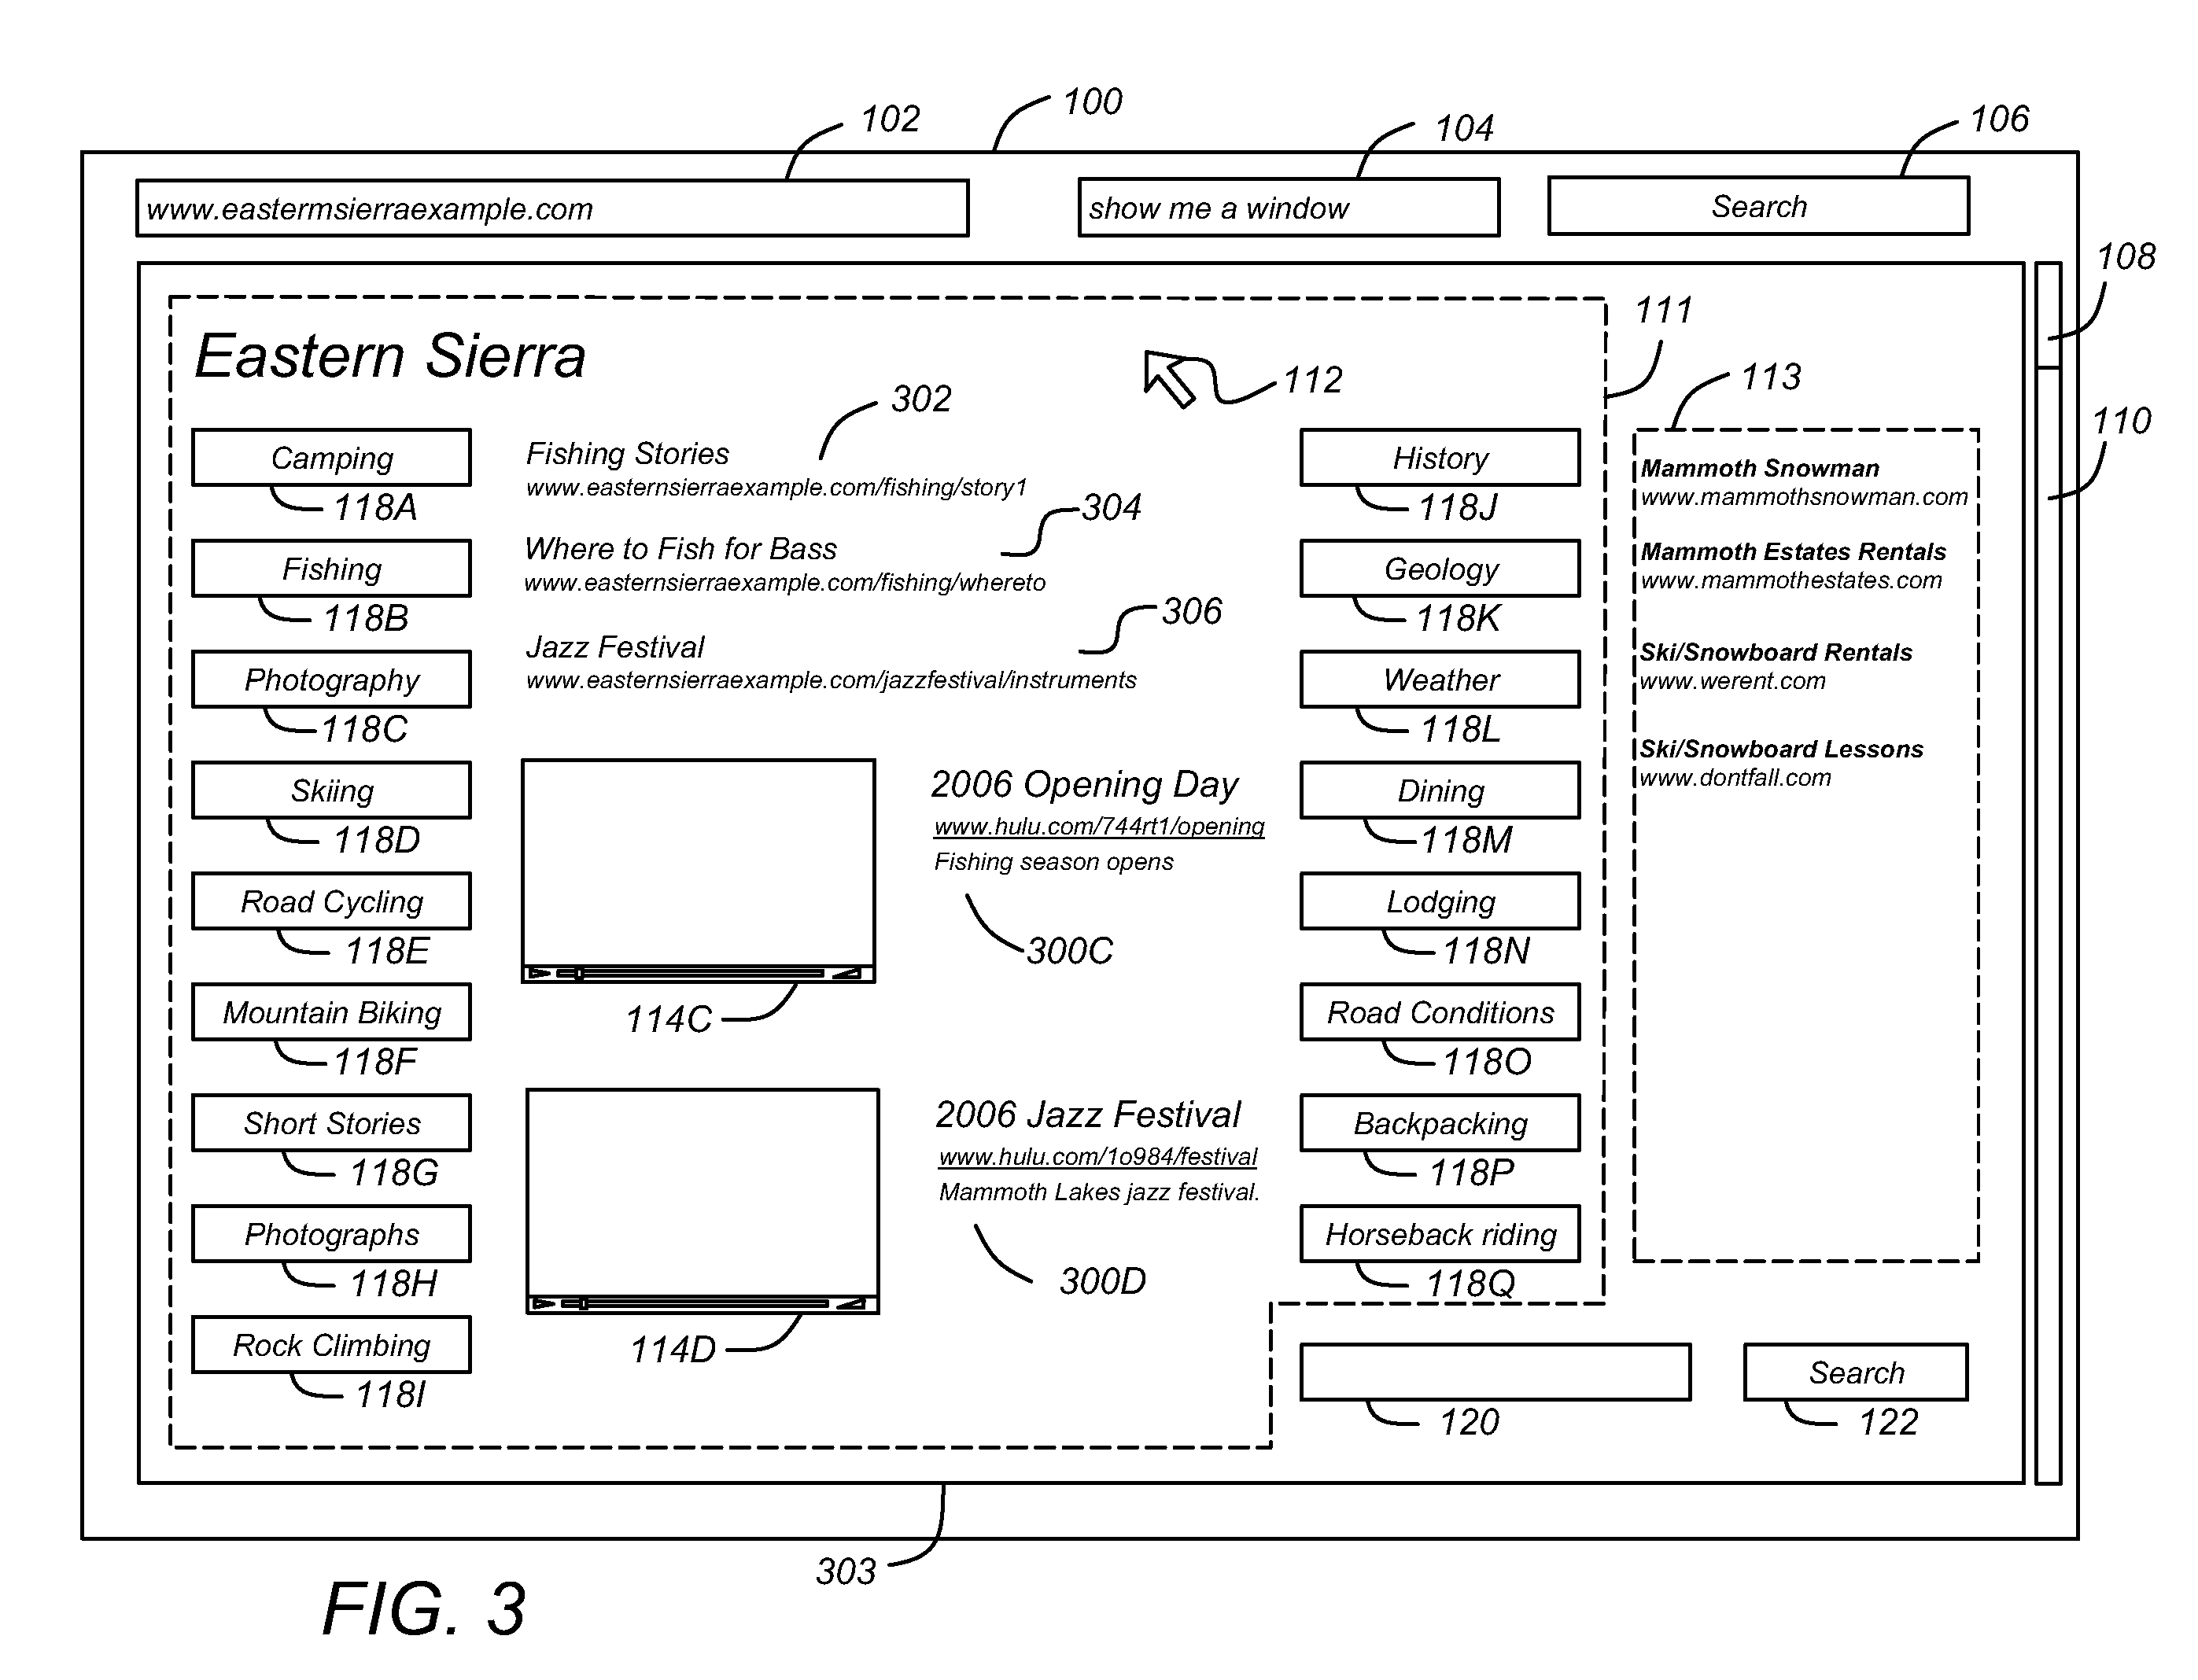 100
102
104
106
www.eastermsierraexample.com
show me a window
Search
108
110
111
113
Eastern Sierra
112
302
Camping
118A
Fishing
118B
Photography
118C
Skiing
118D
Road Cycling
118E
Mountain Biking
118F
Short Stories
118G
Photographs
118H
Rock Climbing
118I
Fishing Stories
www.easternsierraexample.com/fishing/story1
304
Where to Fish for Bass
www.easternsierraexample.com/fishing/whereto
306
Jazz Festival
www.easternsierraexample.com/jazzfestival/instruments
2006 Opening Day
www.hulu.com/744rt1/opening
Fishing season opens
300C
114C
2006 Jazz Festival
www.hulu.com/1o984/festival
Mammoth Lakes jazz festival.
300D
114D
History
118J
Geology
118K
Weather
118L
Dining
118M
Lodging
118N
Road Conditions
118O
Backpacking
118P
Horseback riding
118Q
Mammoth Snowman
www.mammothsnowman.com
Mammoth Estates Rentals
www.mammothestates.com
Ski/Snowboard Rentals
www.werent.com
Ski/Snowboard Lessons
www.dontfall.com
Search
120
122
303
FIG. 3